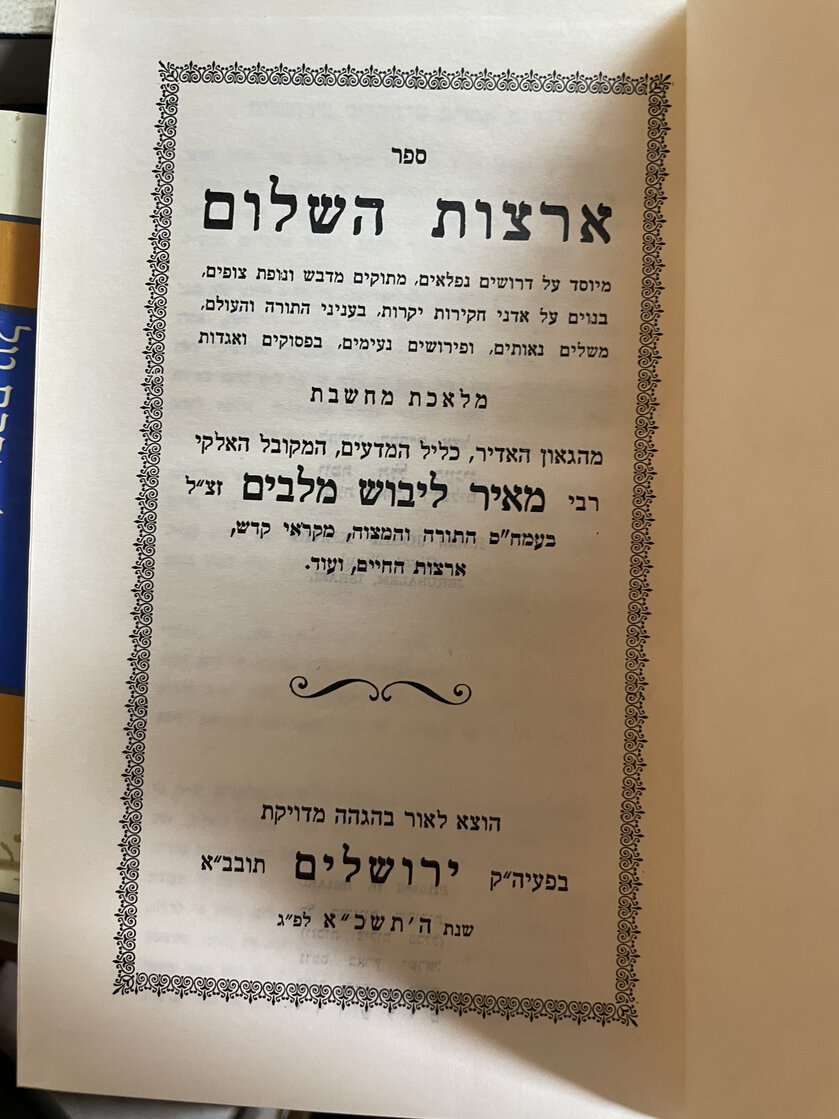 ספר
ארצות השלום
מיוסד על דרושים נפלאים, מתוקים מדבש ונופת צופים,
בנוים על אדני חקירות יקרות, בעניני התורה והעולם,
משלים נאותים, ופירושים נעימים, בפסוקים ואגדות
מלאכת מחשבת
מהגאון האדיר, כליל המדעים, המקובל האלקי
רבי מאיר ליבוש מלבים זצ"ל
בעמח"ס התורה והמצוה, מקראי קדש,
ארצות החיים, ועוד.
הוצא לאור בהגהה מדויקת
בפעיה"ק ירושלים תובב"א
שנת ה'תשכ"א לפ"ג